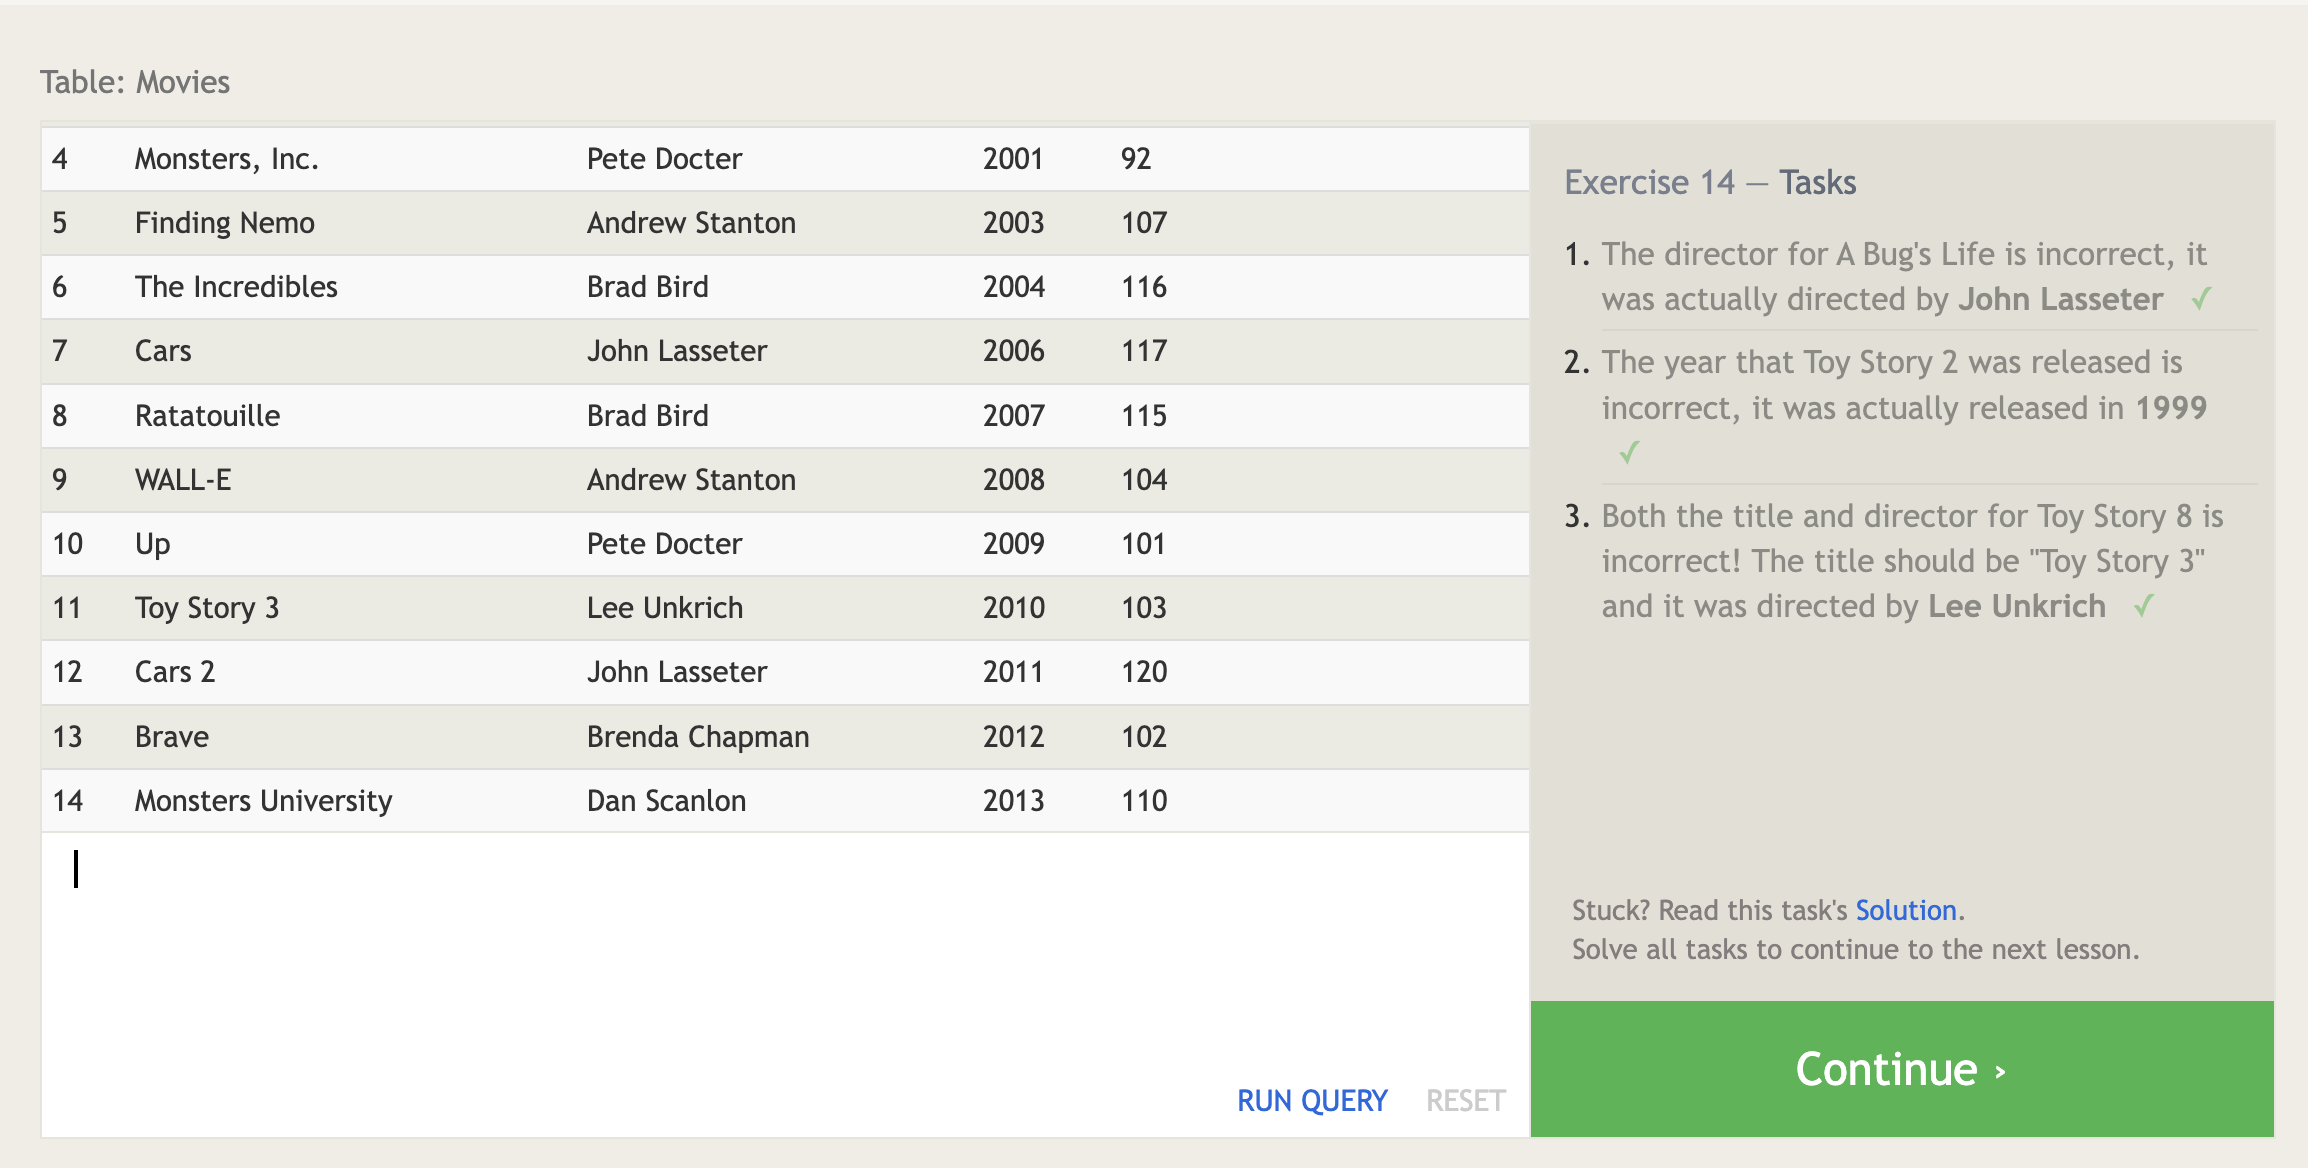 Table: Movies
4 Monsters, Inc. Pete Docter 2001 92
5 Finding Nemo Andrew Stanton 2003 107
6 The Incredibles Brad Bird 2004 116
7 Cars John Lasseter 2006 117
8 Ratatouille Brad Bird 2007 115
9 WALL-E Andrew Stanton 2008 104
10 Up Pete Docter 2009 101
11 Toy Story 3 Lee Unkrich 2010 103
12 Cars 2 John Lasseter 2011 120
13 Brave Brenda Chapman 2012 102
14 Monsters University Dan Scanlon 2013 110
RUN QUERY RESET
Exercise 14 — Tasks
1. The director for A Bug's Life is incorrect, it
was actually directed by John Lasseter ✓
2. The year that Toy Story 2 was released is
incorrect, it was actually released in 1999
✓
3. Both the title and director for Toy Story 8 is
incorrect! The title should be "Toy Story 3"
and it was directed by Lee Unkrich ✓
Stuck? Read this task's Solution.
Solve all tasks to continue to the next lesson.
Continue ›